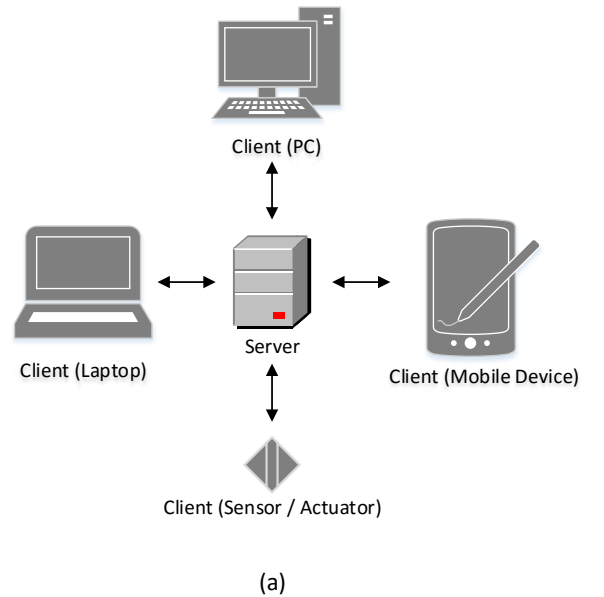 Client (PC)
Server
Client (Laptop)
Client (Mobile Device)
Client (Sensor / Actuator)
(a)